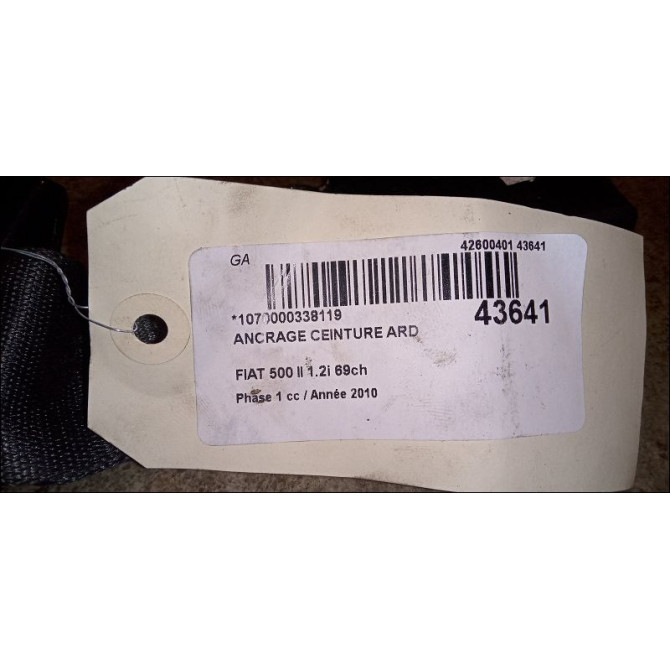 GA
42600401 43641
*1070000338119
43641
ANCRAGE CEINTURE ARD
FIAT 500 II 1.2i 69ch
Phase 1 cc / Année 2010